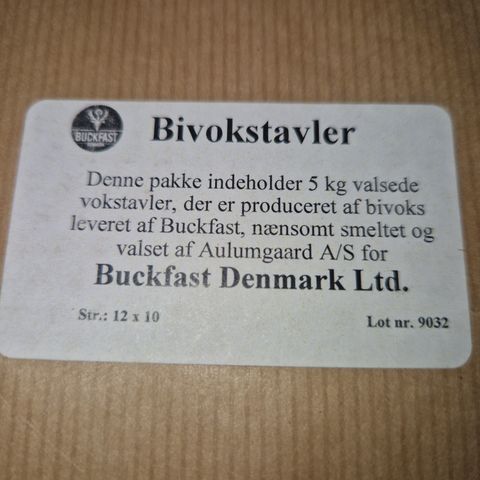 BUCKFAST
Bivokstavler
Denne pakke indeholder 5 kg valsede
vokstavler, der er produceret af bivoks
leveret af Buckfast, nænsomt smeltet og
valset af Aulumgaard A/S for
Buckfast Denmark Ltd.
Str.: 12 x 10
Lot nr. 9032